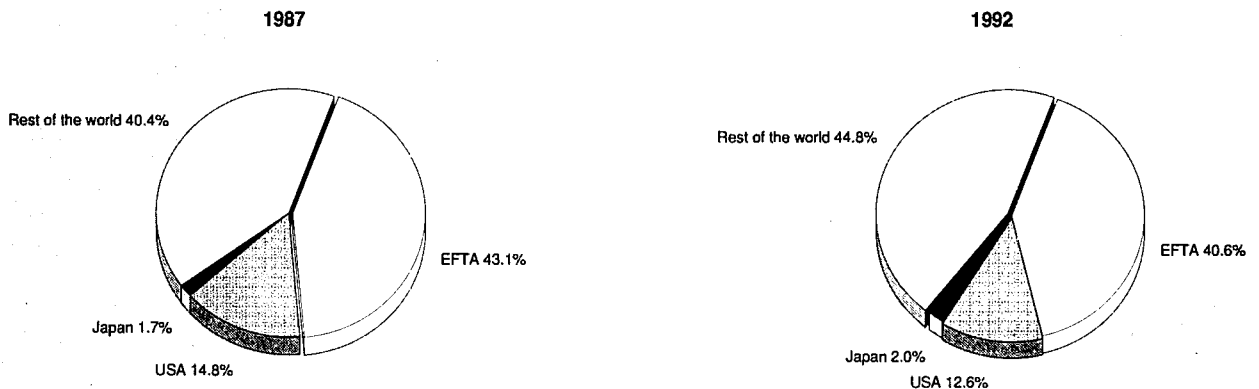 1987
Rest of the world 40.4%
EFTA 43.1%
Japan 1.7%
USA 14.8%
1992
Rest of the world 44.8%
EFTA 40.6%
Japan 2.0%
USA 12.6%